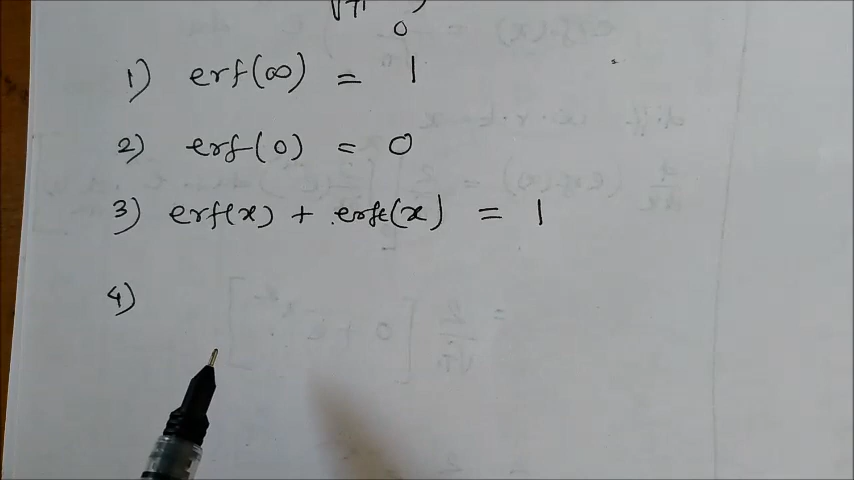 √π 0
1) erf(∞) = 1
2) erf(0) = 0
3) erf(x) + erfc(x) = 1
4)